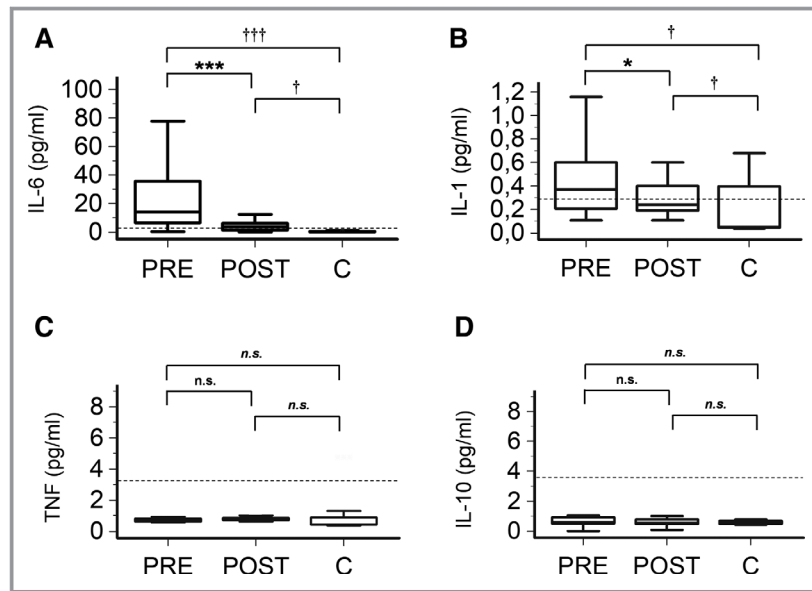 A
†††
***
†
IL-6 (pg/ml)
100
80
60
40
20
0
PRE POST C
B
†
*
†
IL-1 (pg/ml)
1,2
1,0
0,8
0,6
0,4
0,2
0,0
PRE POST C
C
n.s.
n.s.
n.s.
TNF (pg/ml)
8
6
4
2
0
PRE POST C
D
n.s.
n.s.
n.s.
IL-10 (pg/ml)
8
6
4
2
0
PRE POST C